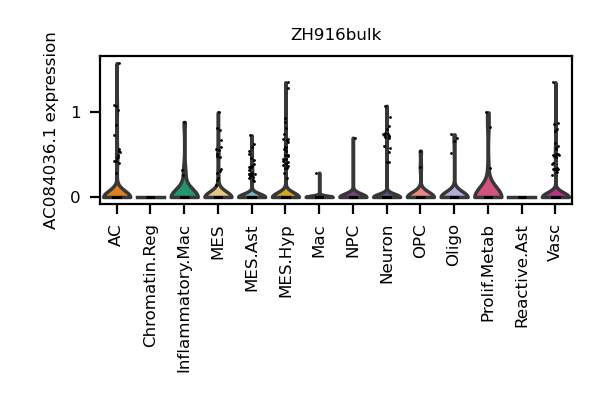 ZH916bulk
AC084036.1 expression
1
0
AC
Chromatin.Reg
Inflammatory.Mac
MES
MES.Ast
MES.Hyp
Mac
NPC
Neuron
OPC
Oligo
Prolif.Metab
Reactive.Ast
Vasc